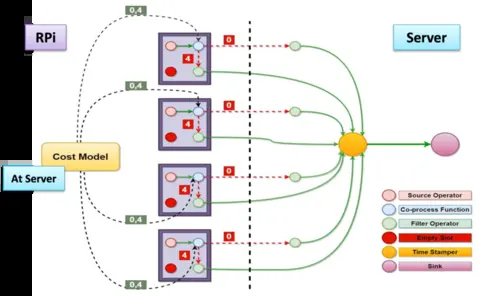 RPi
Server
0,4
0
4
0,4
0
4
Cost Model
At Server
4
0
0,4
0
4
0,4
Source Operator
Co-process Function
Filter Operator
Empty Slot
Time Stamper
Sink